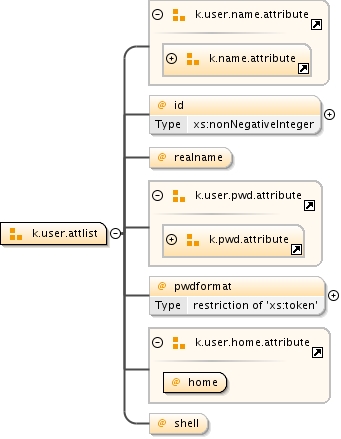 k.user.name.attribute
k.name.attribute
@ id
Type xs:nonNegativeInteger
@ realname
k.user.pwd.attribute
k.user.attlist
k.pwd.attribute
@ pwdformat
Type restriction of 'xs:token'
k.user.home.attribute
@ home
@ shell